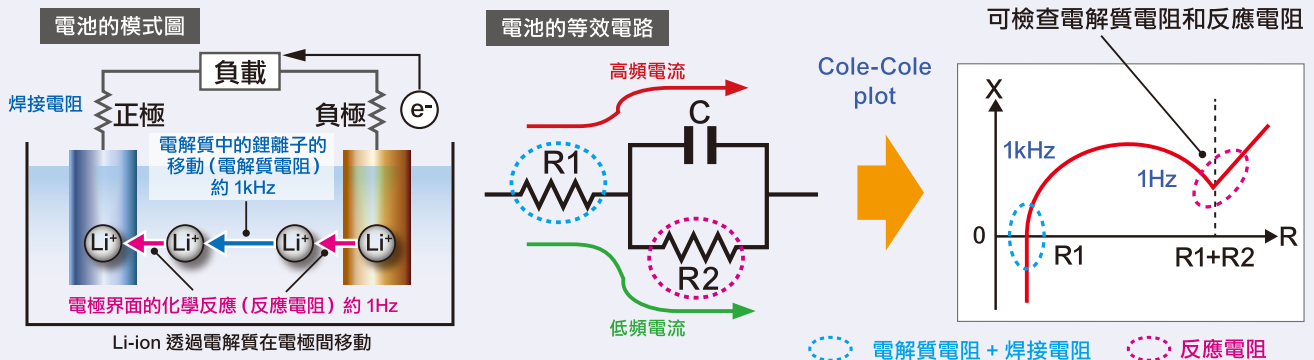 電池的模式圖
負載
e-
焊接電阻
正極
負極
電解質中的鋰離子的
移動（電解質電阻）
約 1kHz
Li+
Li+
Li+
Li+
電極界面的化學反應（反應電阻）約 1Hz
Li-ion 透過電解質在電極間移動
電池的等效電路
高頻電流
C
R1
R2
低頻電流
Cole-Cole
plot
可檢查電解質電阻和反應電阻
X
1kHz
1Hz
0
R1
R1+R2
R
電解質電阻 + 焊接電阻
反應電阻